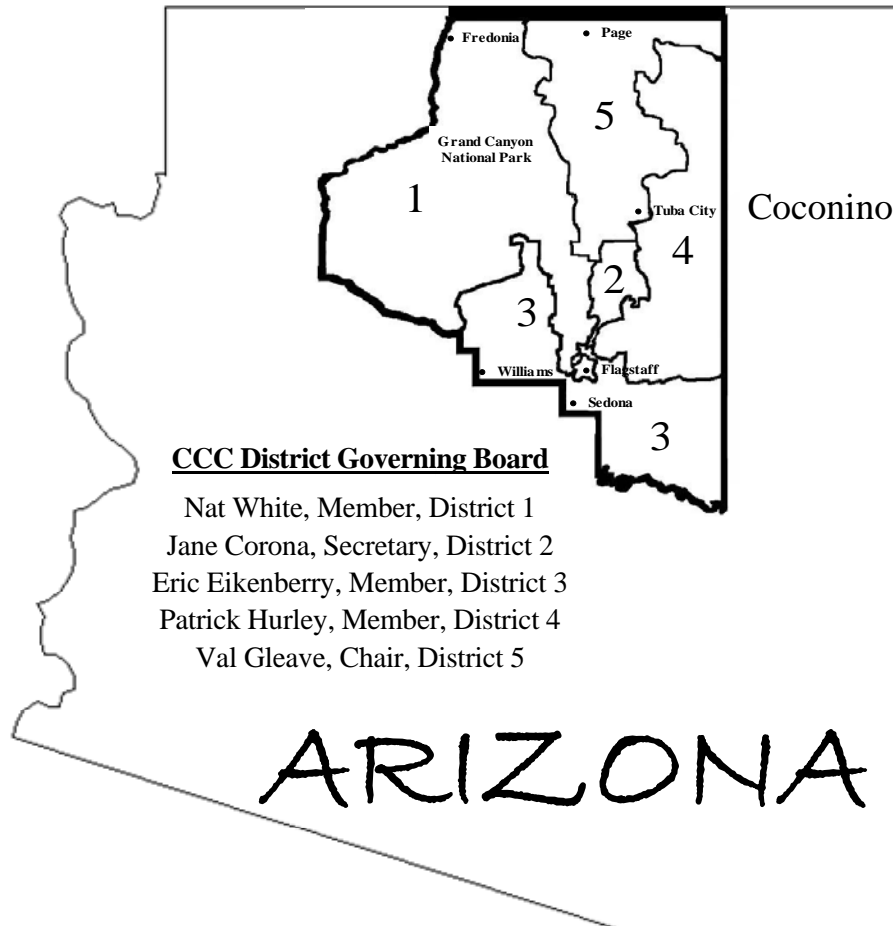 Fredonia
Page
5
Grand Canyon
National Park
1
Tuba City
Coconino
4
2
3
Williams
Flagstaff
Sedona
3
CCC District Governing Board
Nat White, Member, District 1
Jane Corona, Secretary, District 2
Eric Eikenberry, Member, District 3
Patrick Hurley, Member, District 4
Val Gleave, Chair, District 5
ARIZONA